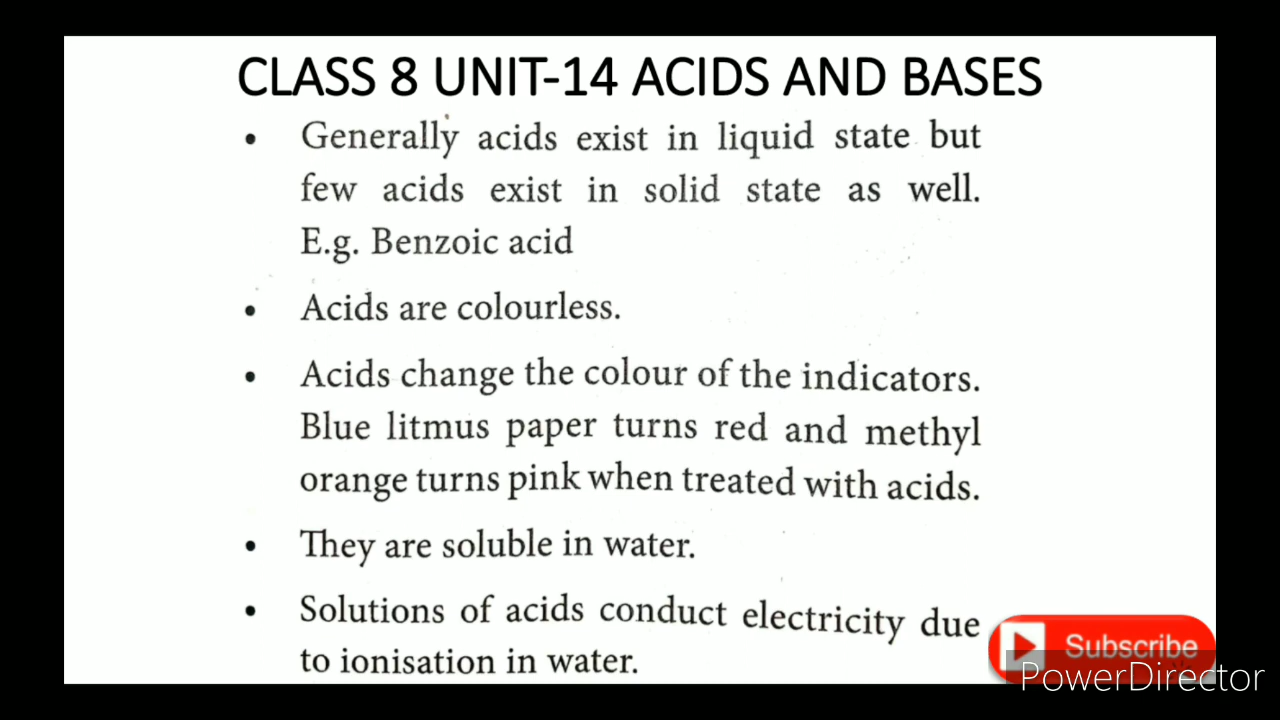 CLASS 8 UNIT-14 ACIDS AND BASES
• Generally acids exist in liquid state but
few acids exist in solid state as well.
E.g. Benzoic acid
• Acids are colourless.
• Acids change the colour of the indicators.
Blue litmus paper turns red and methyl
orange turns pink when treated with acids.
• They are soluble in water.
• Solutions of acids conduct electricity due
to ionisation in water.
Subscribe
PowerDirector